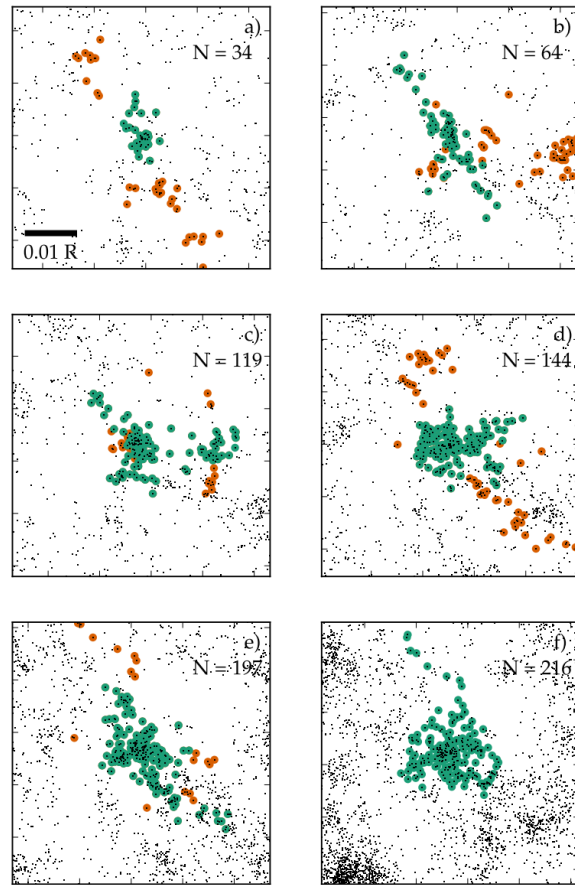 a)
N = 34
0.01 R
b)
N = 64
c)
N = 119
d)
N = 144
e)
N = 197
f)
N = 216